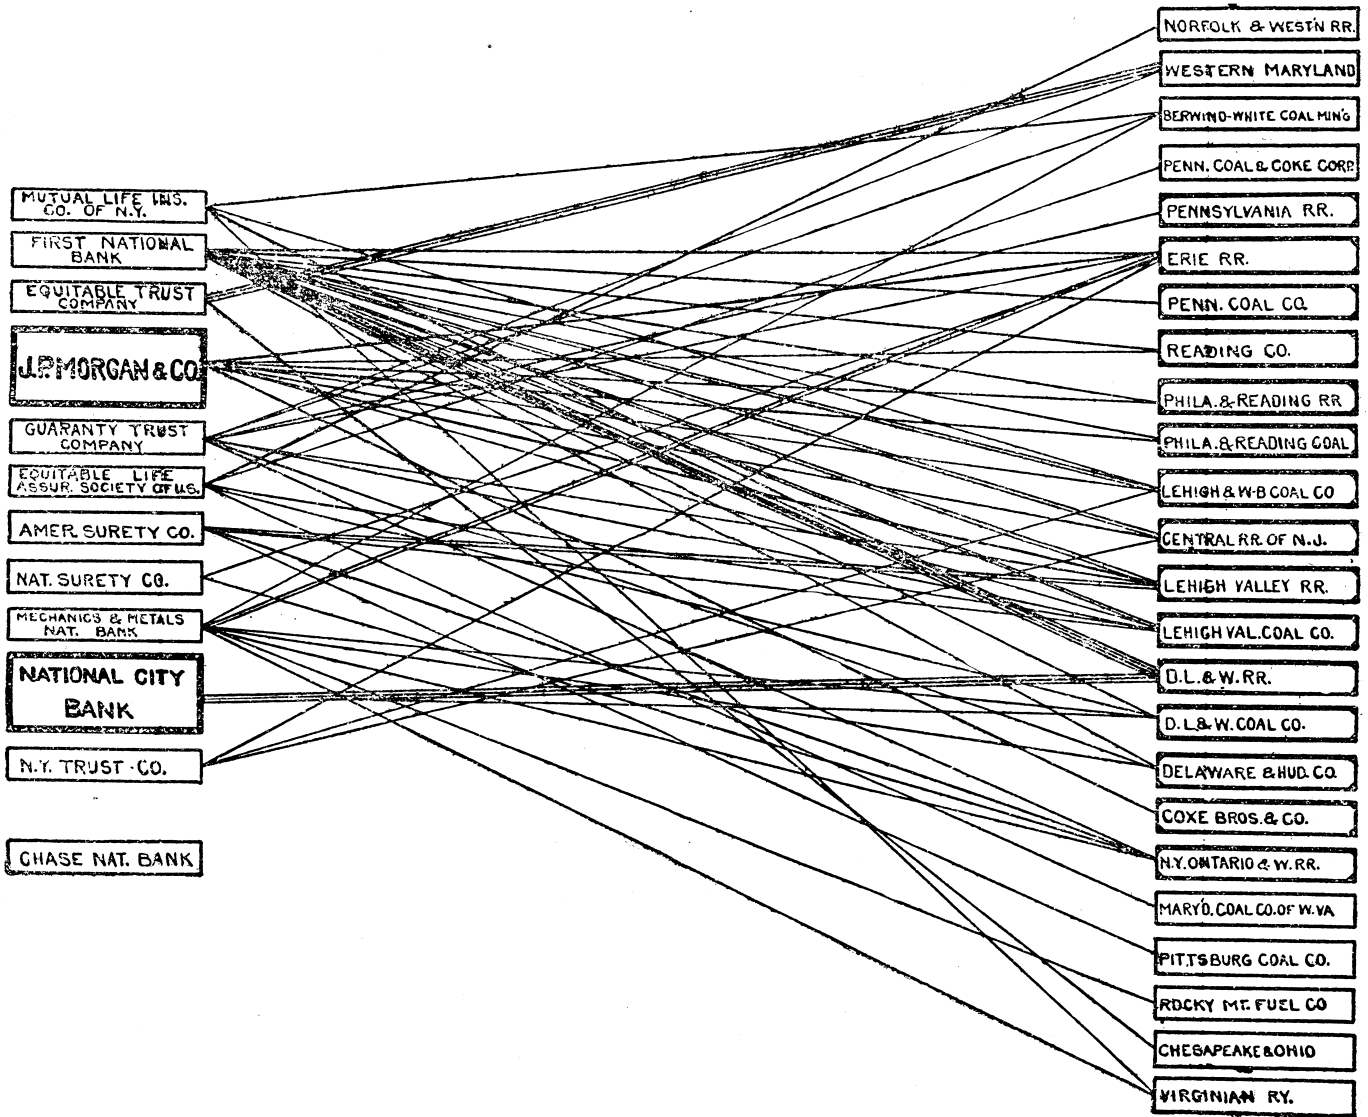 MUTUAL LIFE INS.
CO. OF N.Y.
FIRST NATIONAL
BANK
EQUITABLE TRUST
COMPANY
J.P. MORGAN & CO
GUARANTY TRUST
COMPANY
EQUITABLE LIFE
ASSUR. SOCIETY OF U.S.
AMER. SURETY CO.
NAT. SURETY CO.
MECHANICS & METALS
NAT. BANK
NATIONAL CITY
BANK
N.Y. TRUST CO.
CHASE NAT. BANK
NORFOLK & WEST'N RR.
WESTERN MARYLAND
BERWIND-WHITE COAL MIN'G
PENN. COAL & COKE CORP.
PENNSYLVANIA RR.
ERIE RR.
PENN. COAL CO.
READING CO.
PHILA. & READING RR
PHILA. & READING COAL
LEHIGH & W-B COAL CO
CENTRAL RR. OF N.J.
LEHIGH VALLEY RR.
LEHIGH VAL. COAL CO.
D.L. & W. RR.
D.L. & W. COAL CO.
DELAWARE & HUD. CO.
COXE BROS. & CO.
N.Y. ONTARIO & W. RR.
MARY'D. COAL CO. OF W. VA
PITTSBURG COAL CO.
ROCKY MT. FUEL CO
CHESAPEAKE & OHIO
VIRGINIAN RY.